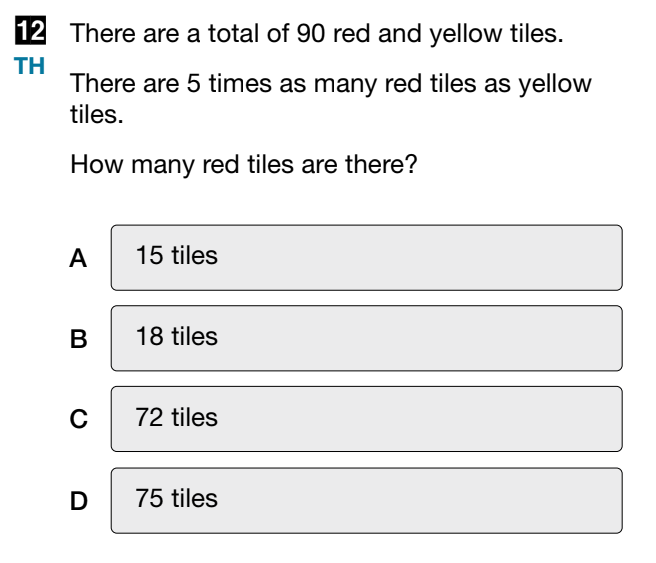 12 There are a total of 90 red and yellow tiles.
TH
There are 5 times as many red tiles as yellow
tiles.
How many red tiles are there?
A 15 tiles
B 18 tiles
C 72 tiles
D 75 tiles